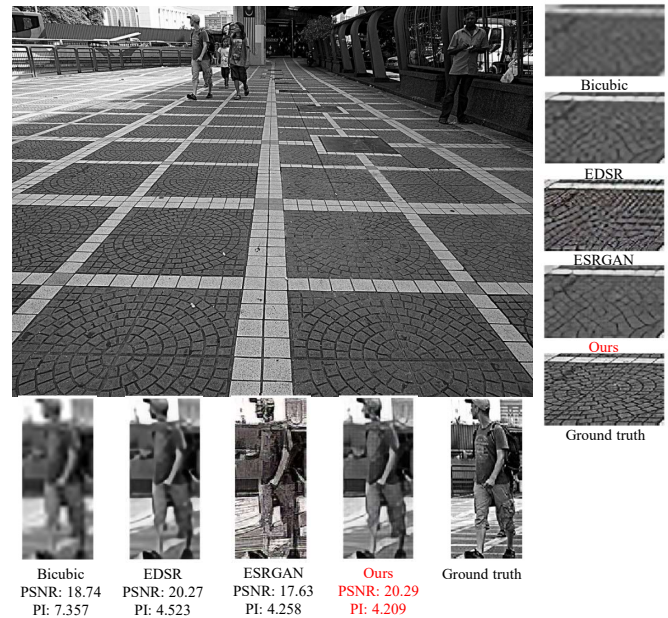 Bicubic
EDSR
ESRGAN
Ours
Ground truth
Bicubic
PSNR: 18.74
PI: 7.357
EDSR
PSNR: 20.27
PI: 4.523
ESRGAN
PSNR: 17.63
PI: 4.258
Ours
PSNR: 20.29
PI: 4.209
Ground truth